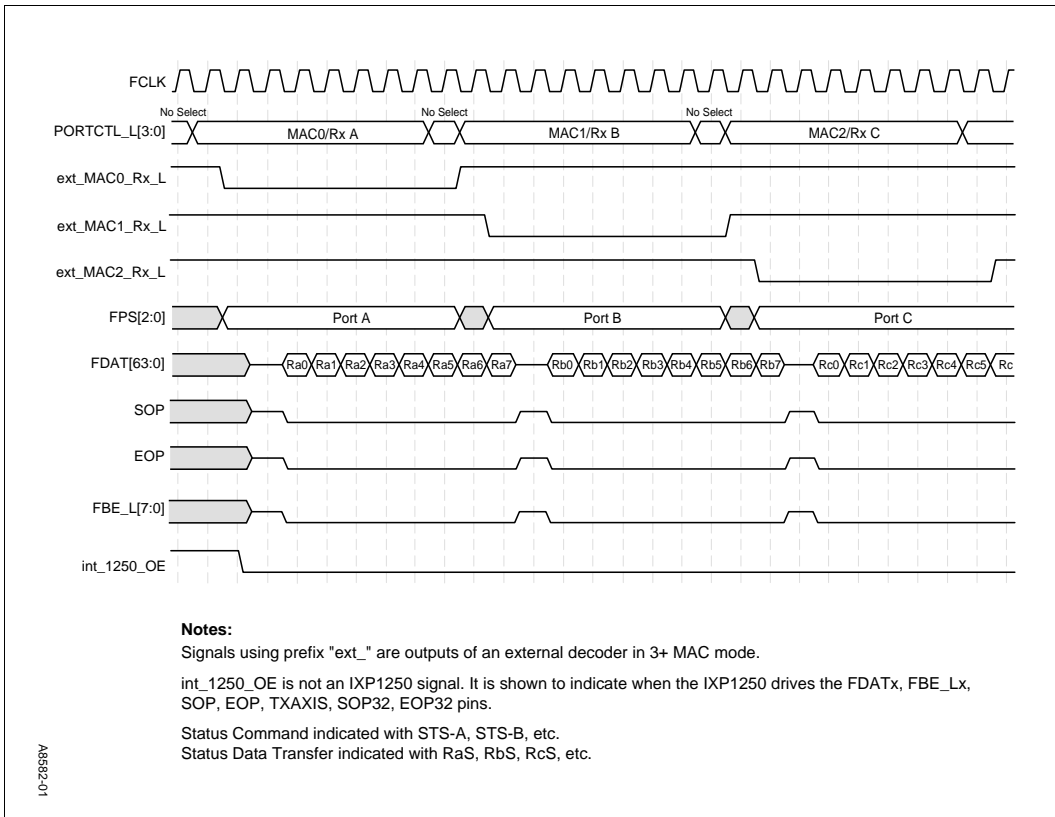 FCLK
No Select No Select No Select
PORTCTL_L[3:0] MAC0/Rx A MAC1/Rx B MAC2/Rx C
ext_MAC0_Rx_L
ext_MAC1_Rx_L
ext_MAC2_Rx_L
FPS[2:0] Port A Port B Port C
FDAT[63:0] Ra0 Ra1 Ra2 Ra3 Ra4 Ra5 Ra6 Ra7 Rb0 Rb1 Rb2 Rb3 Rb4 Rb5 Rb6 Rb7 Rc0 Rc1 Rc2 Rc3 Rc4 Rc5 Rc
SOP
EOP
FBE_L[7:0]
int_1250_OE
Notes:
Signals using prefix "ext_" are outputs of an external decoder in 3+ MAC mode.
int_1250_OE is not an IXP1250 signal. It is shown to indicate when the IXP1250 drives the FDATx, FBE_Lx,
SOP, EOP, TXAXIS, SOP32, EOP32 pins.
Status Command indicated with STS-A, STS-B, etc.
Status Data Transfer indicated with RaS, RbS, RcS, etc.
A8582-01